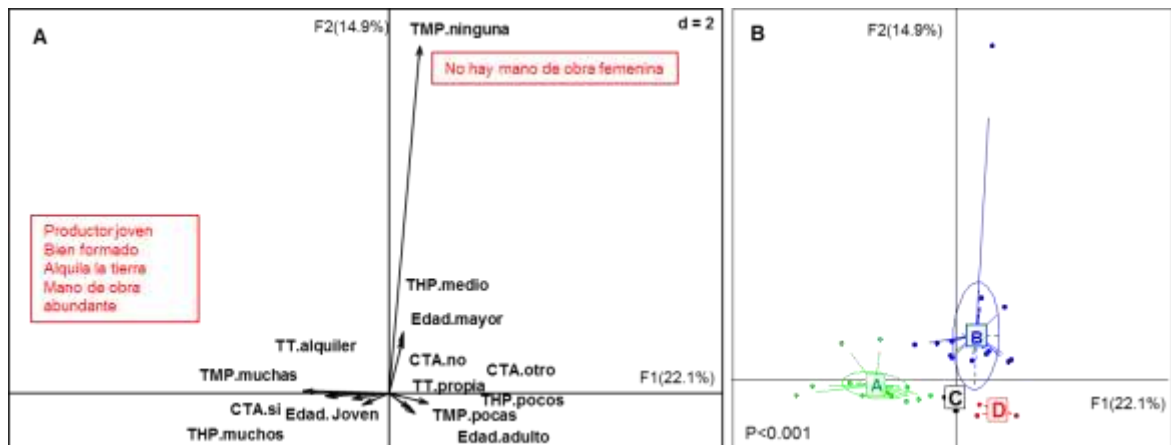 A
F2(14.9%)
TMP.ninguna
d = 2
No hay mano de obra femenina
Productor joven
Bien formado
Alquila la tierra
Mano de obra
abundante
THP.medio
Edad.mayor
TT.alquiler
CTA.no
CTA.otro
F1(22.1%)
TMP.muchas
TT.propia
THP.pocos
CTA.si
Edad. Joven
TMP.pocas
THP.muchos
Edad.adulto
B
F2(14.9%)
B
A
C
D
F1(22.1%)
P<0.001